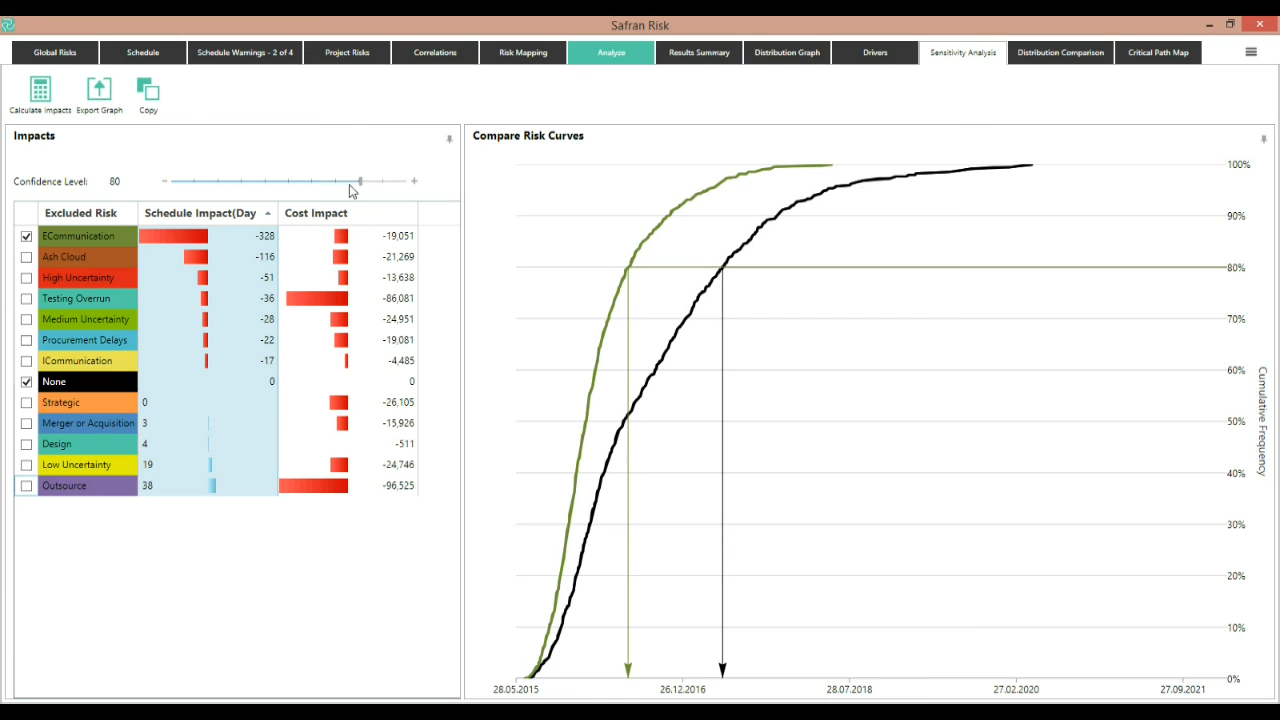 Safran Risk
Global Risks
Schedule
Schedule Warnings - 2 of 4
Project Risks
Correlations
Risk Mapping
Analyze
Results Summary
Distribution Graph
Drivers
Sensitivity Analysis
Distribution Comparison
Critical Path Map
Calculate Impacts
Export Graph
Copy
Impacts
Confidence Level: 80
Excluded Risk Schedule Impact(Day Cost Impact
ECommunication -328 -19,051
Ash Cloud -116 -21,269
High Uncertainty -51 -13,638
Testing Overrun -36 -86,081
Medium Uncertainty -28 -24,951
Procurement Delays -22 -19,081
ICommunication -17 -4,485
None 0 0
Strategic 0 -26,105
Merger or Acquisition 3 -15,926
Design 4 -511
Low Uncertainty 19 -24,746
Outsource 38 -96,525
Compare Risk Curves
100%
90%
80%
70%
60%
50%
40%
30%
20%
10%
0%
Cumulative Frequency
28.05.2015
26.12.2016
28.07.2018
27.02.2020
27.09.2021